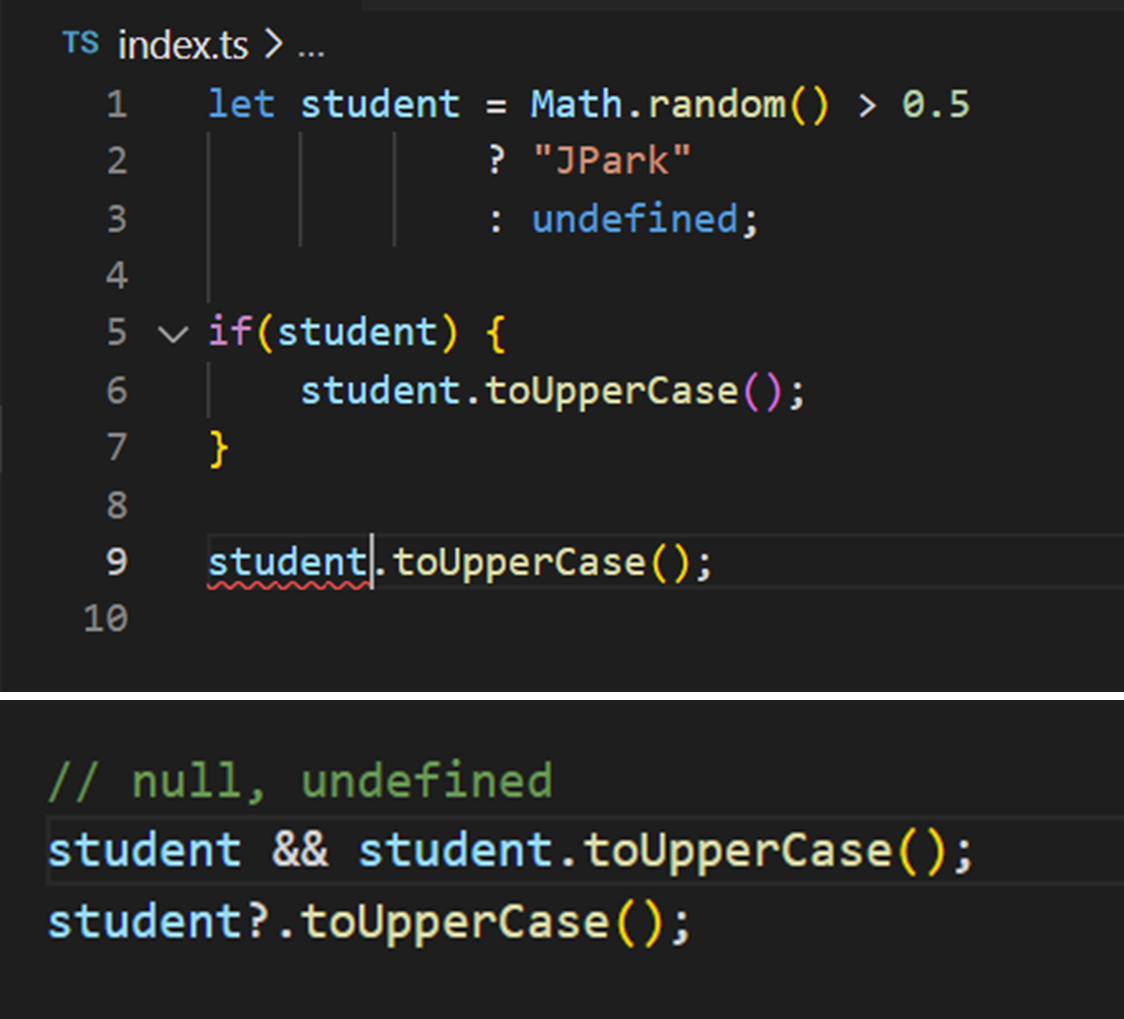 TS index.ts > ...
1 let student = Math.random() > 0.5
2 ? "JPark"
3 : undefined;
4
5 if(student) {
6 student.toUpperCase();
7 }
8
9 student.toUpperCase();
10
// null, undefined
student && student.toUpperCase();
student?.toUpperCase();